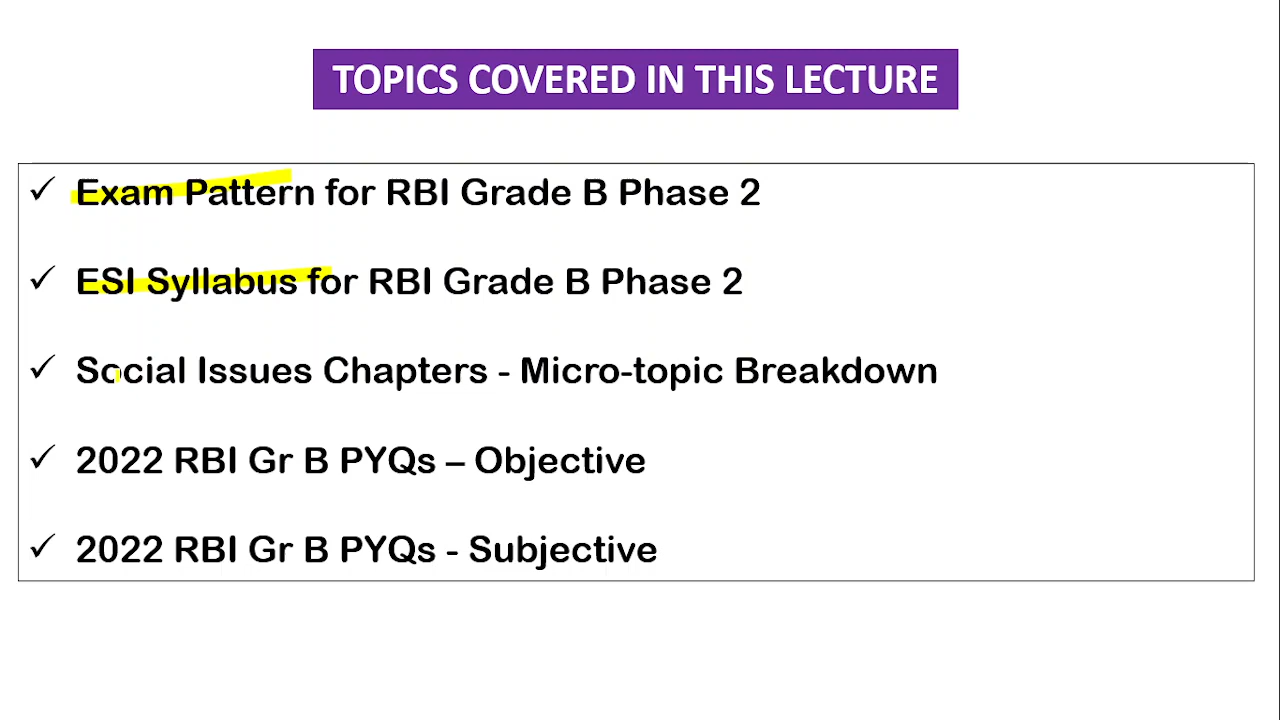 TOPICS COVERED IN THIS LECTURE
✓ Exam Pattern for RBI Grade B Phase 2
✓ ESI Syllabus for RBI Grade B Phase 2
✓ Social Issues Chapters - Micro-topic Breakdown
✓ 2022 RBI Gr B PYQs – Objective
✓ 2022 RBI Gr B PYQs - Subjective